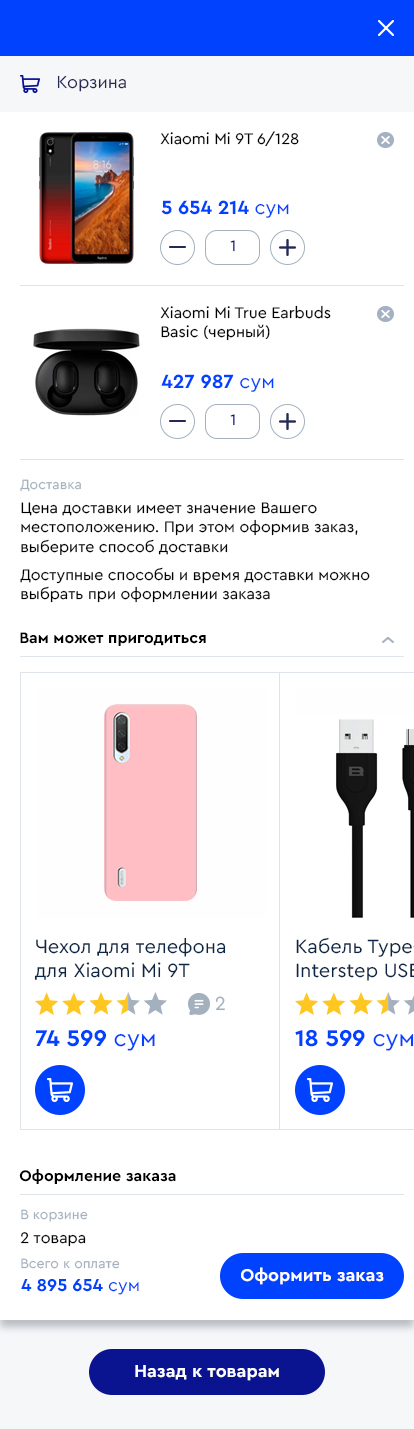 Корзина
Xiaomi Mi 9T 6/128
5 654 214 сум
1
Xiaomi Mi True Earbuds
Basic (черный)
427 987 сум
1
Доставка
Цена доставки имеет значение Вашего
местоположению. При этом оформив заказ,
выберите способ доставки
Доступные способы и время доставки можно
выбрать при оформлении заказа
Вам может пригодиться
Чехол для телефона
для Xiaomi Mi 9T
2
74 599 сум
Кабель Type
Interstep USB
18 599 сум
Оформление заказа
В корзине
2 товара
Всего к оплате
4 895 654 сум
Оформить заказ
Назад к товарам